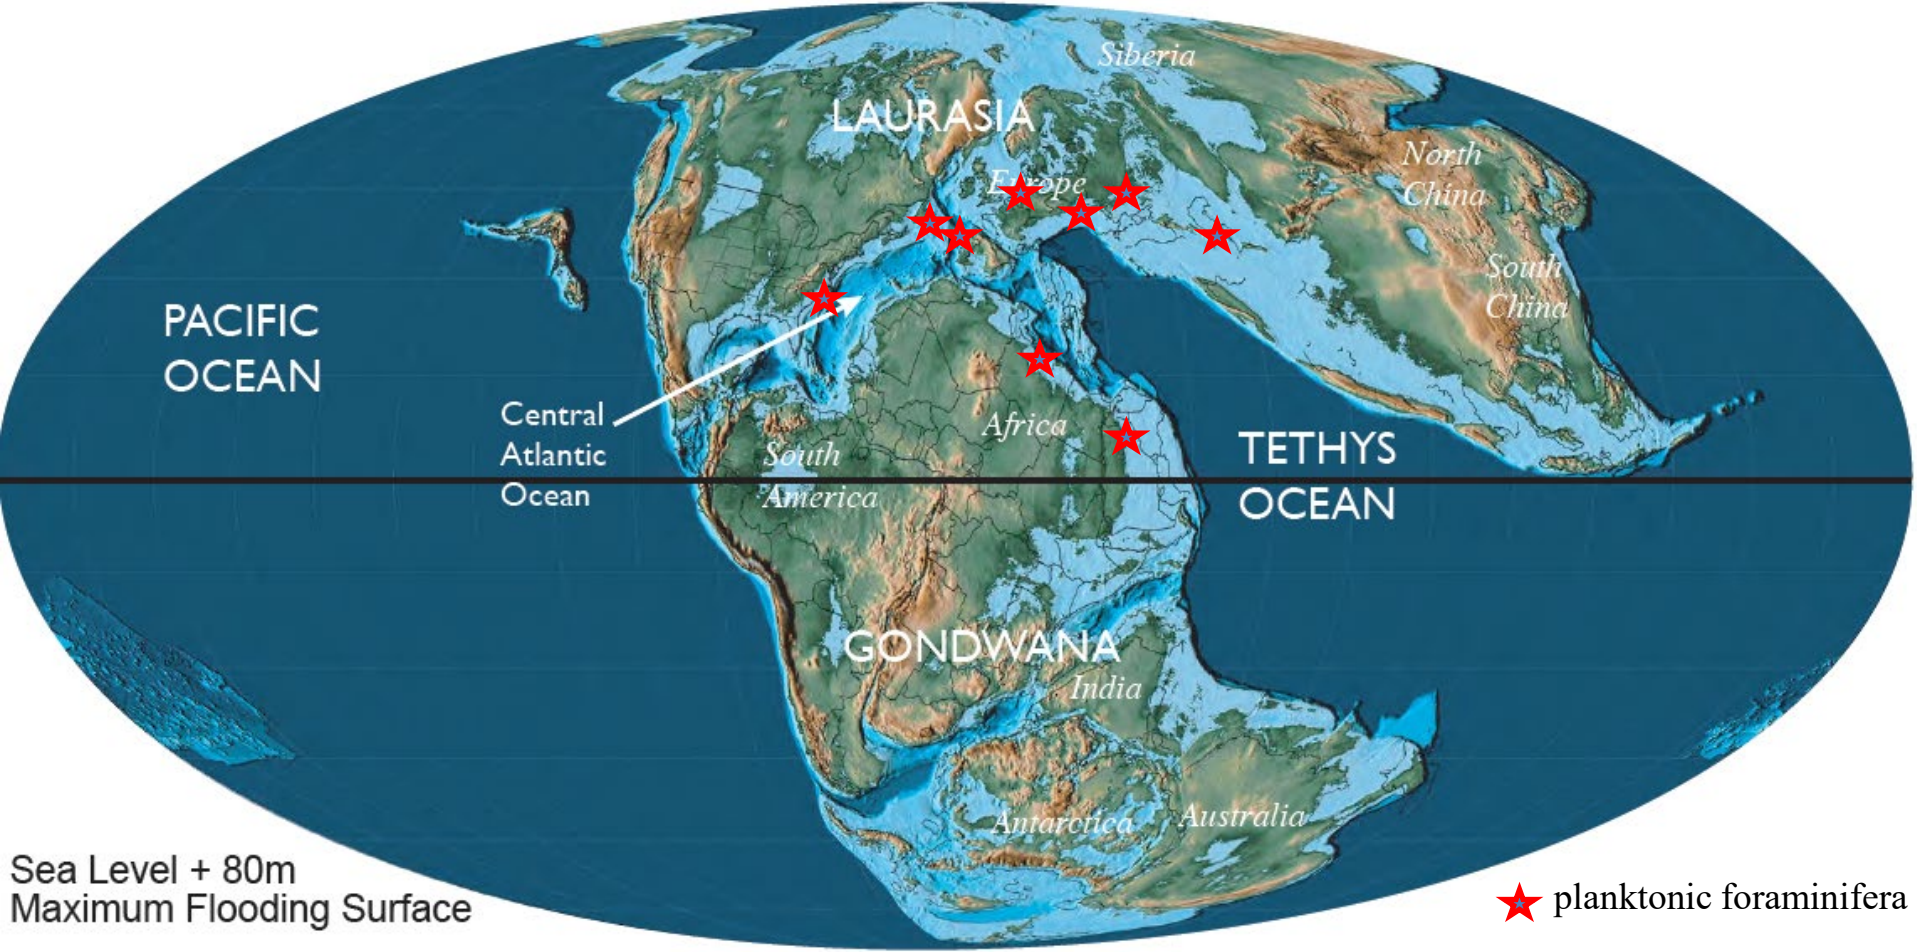 Siberia
LAURASIA
North
China
Europe
South
China
PACIFIC
OCEAN
Central
Atlantic
Ocean
Africa
South
America
TETHYS
OCEAN
GONDWANA
India
Antarctica
Australia
Sea Level + 80m
Maximum Flooding Surface
planktonic foraminifera